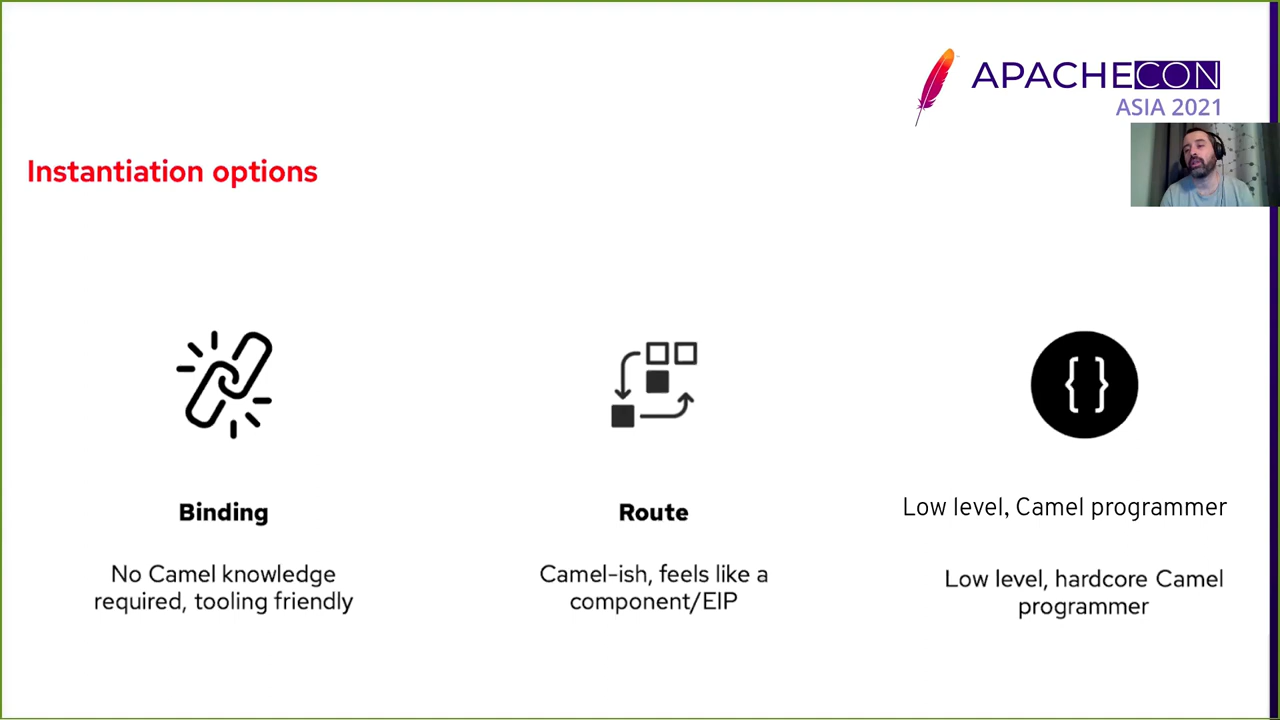 APACHECON
ASIA 2021
Instantiation options
{ }
Binding
No Camel knowledge
required, tooling friendly
Route
Camel-ish, feels like a
component/EIP
Low level, Camel programmer
Low level, hardcore Camel
programmer